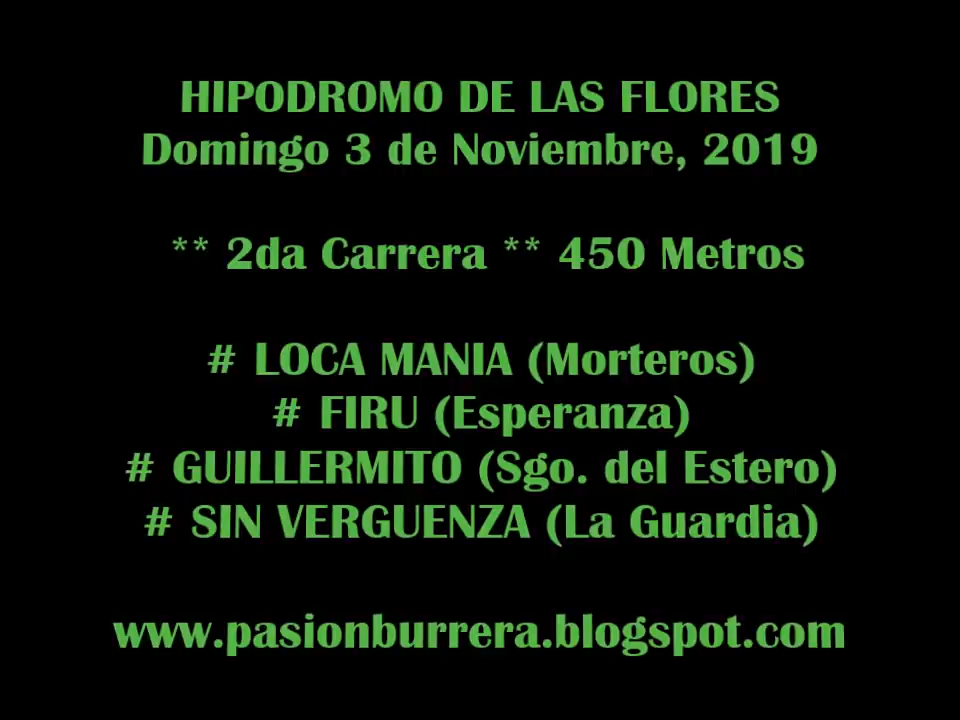 HIPODROMO DE LAS FLORES
Domingo 3 de Noviembre, 2019
** 2da Carrera ** 450 Metros
# LOCA MANIA (Morteros)
# FIRU (Esperanza)
# GUILLERMITO (Sgo. del Estero)
# SIN VERGUENZA (La Guardia)
www.pasionburrera.blogspot.com